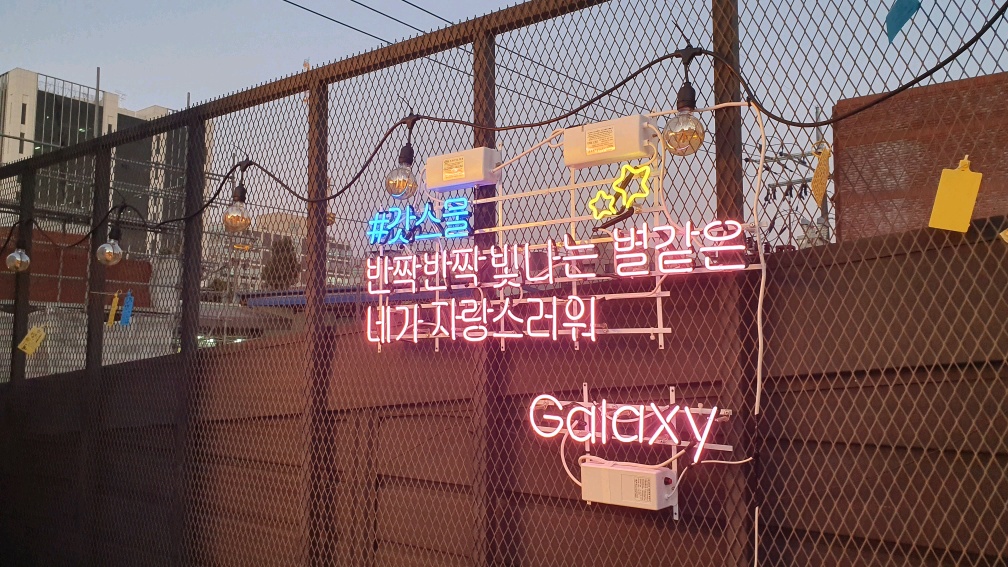 #갓스물
반짝반짝 빛나는 별같은
네가 자랑스러워
Galaxy